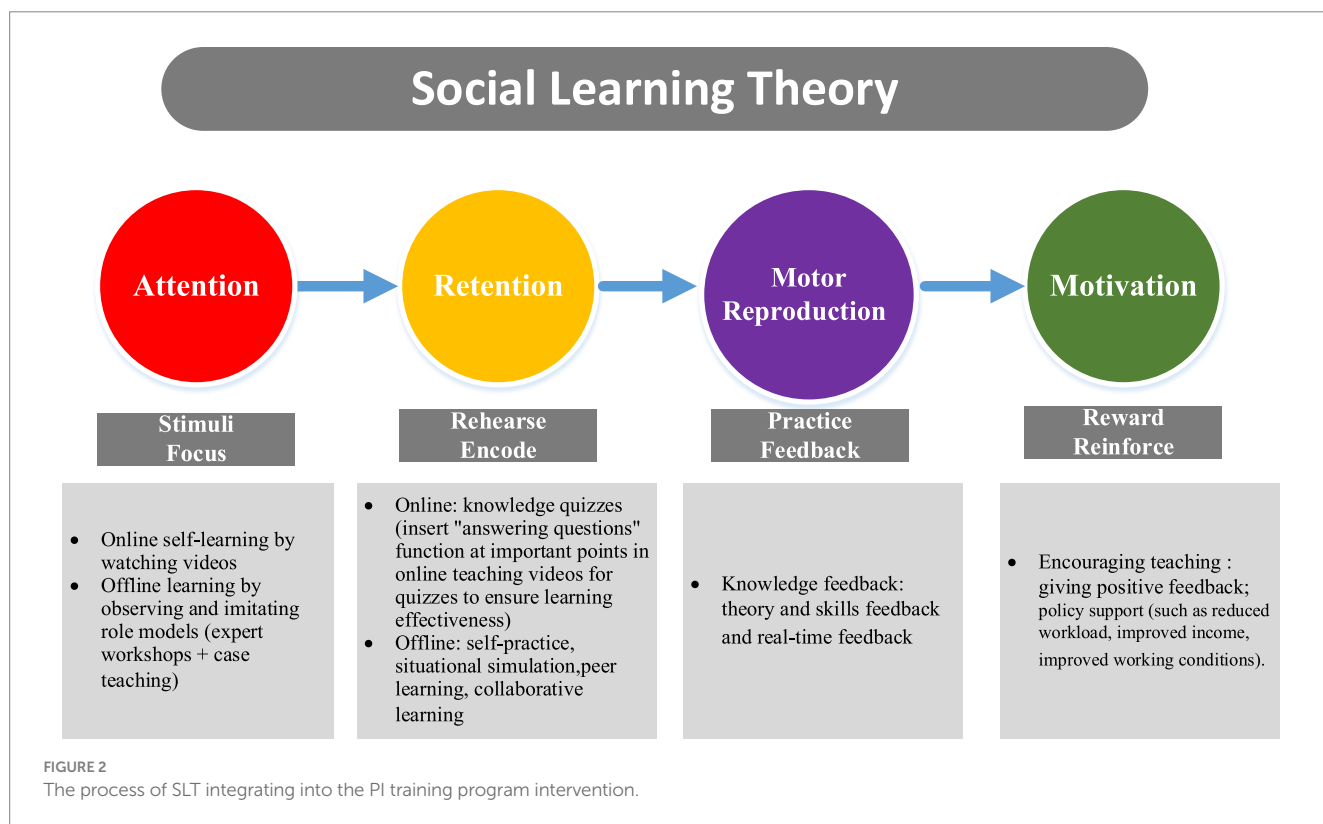 Social Learning Theory
Attention
Retention
Motor
Reproduction
Motivation
Stimuli
Focus
Rehearse
Encode
Practice
Feedback
Reward
Reinforce
• Online self-learning by
watching videos
• Offline learning by
observing and imitating
role models (expert
workshops + case
teaching)
• Online: knowledge quizzes
(insert "answering questions"
function at important points in
online teaching videos for
quizzes to ensure learning
effectiveness)
• Offline: self-practice,
situational simulation,peer
learning, collaborative
learning
• Knowledge feedback:
theory and skills feedback
and real-time feedback
• Encouraging teaching :
giving positive feedback;
policy support (such as reduced
workload, improved income,
improved working conditions).
FIGURE 2
The process of SLT integrating into the PI training program intervention.